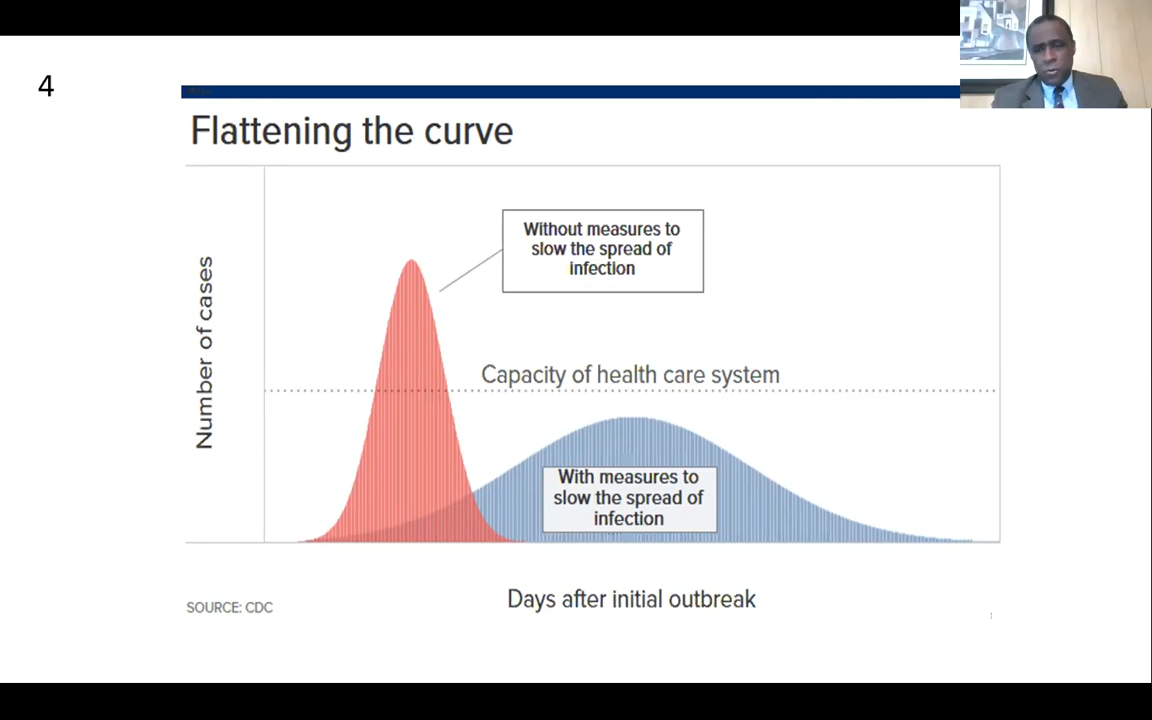 4
Flattening the curve
Without measures to
slow the spread of
infection
Number of cases
Capacity of health care system
With measures to
slow the spread of
infection
Days after initial outbreak
SOURCE: CDC